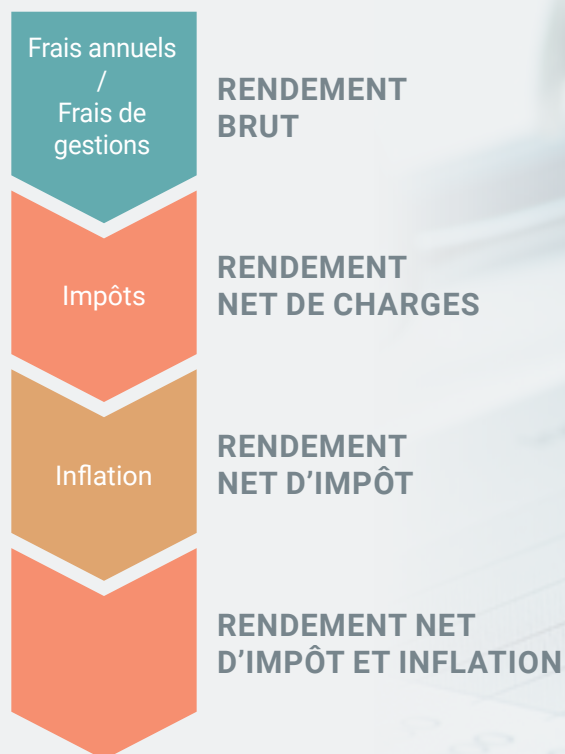 Frais annuels
/
Frais de
gestions
RENDEMENT
BRUT
Impôts
RENDEMENT
NET DE CHARGES
Inflation
RENDEMENT
NET D’IMPÔT
RENDEMENT NET
D’IMPÔT ET INFLATION